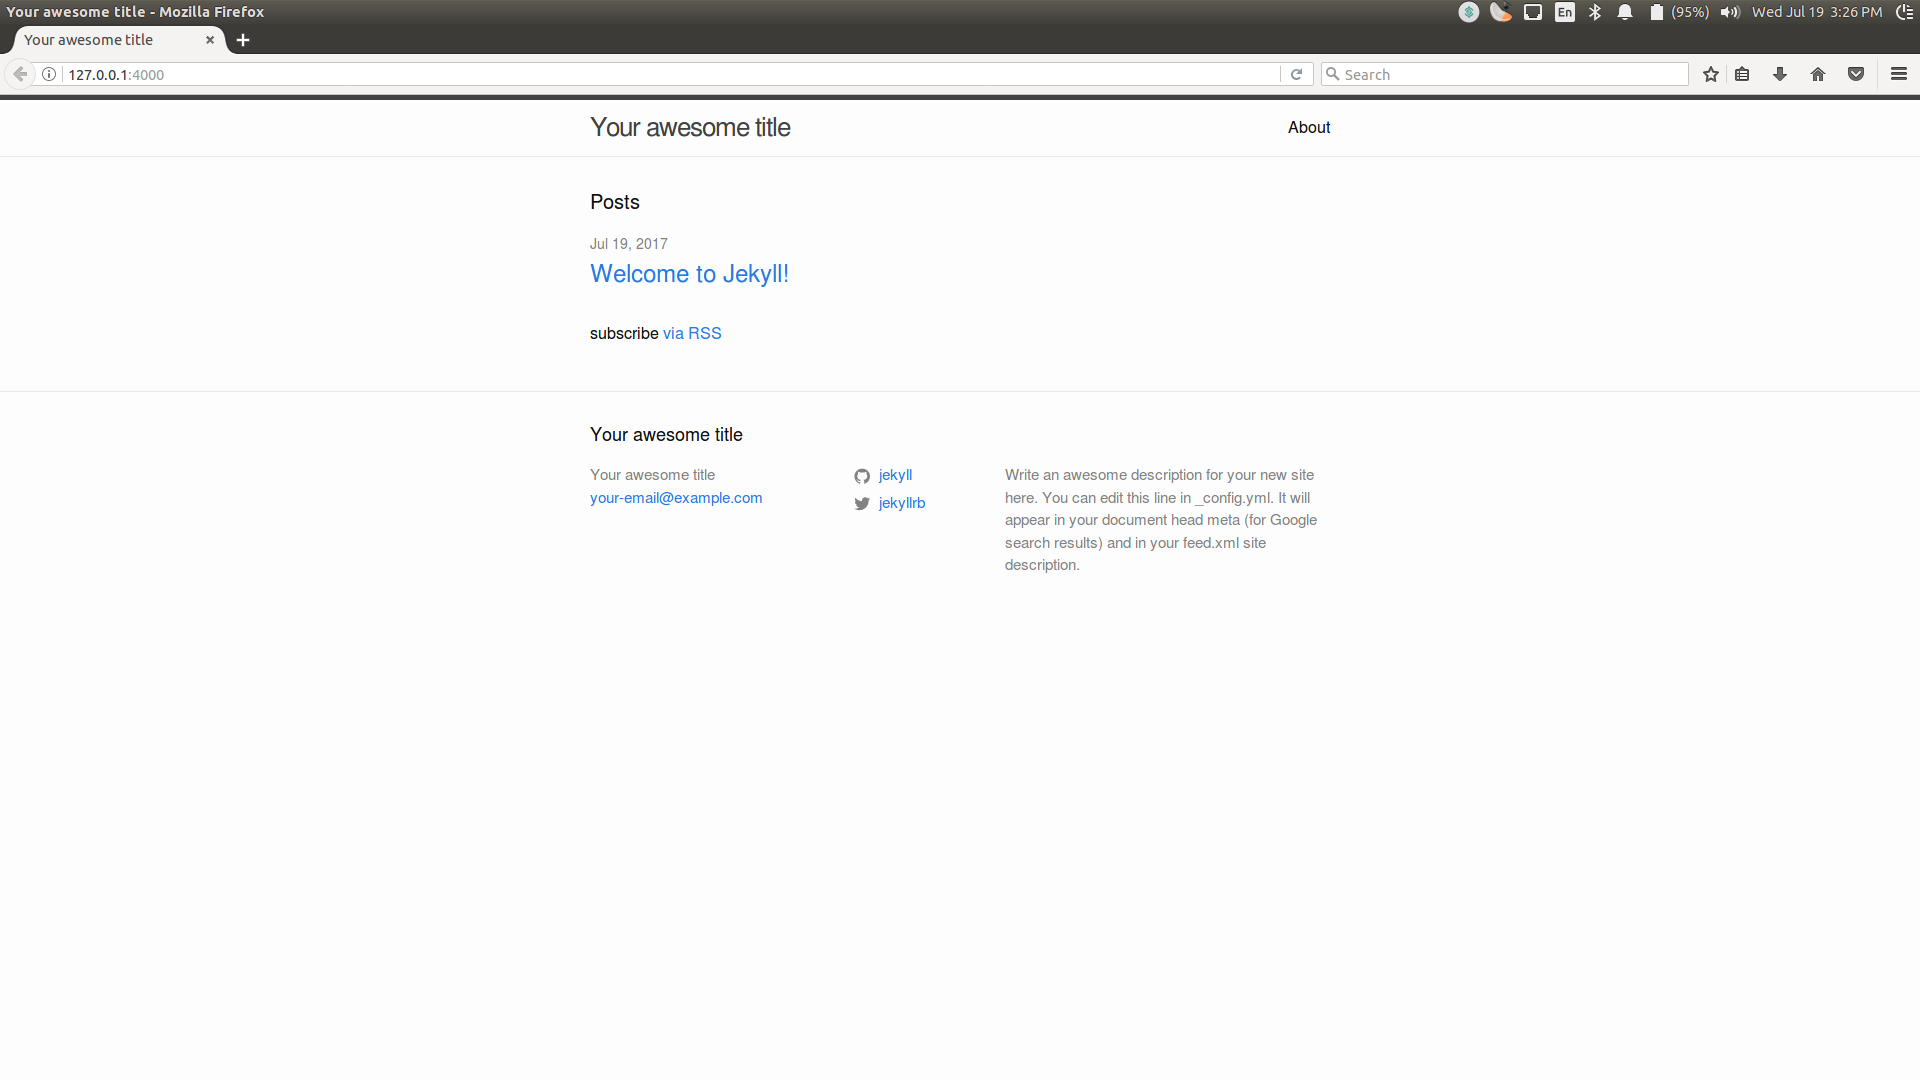 Your awesome title - Mozilla Firefox
En
(95%)
Wed Jul 19 3:26 PM
Your awesome title
127.0.0.1:4000
Search
Your awesome title
About
Posts
Jul 19, 2017
Welcome to Jekyll!
subscribe via RSS
Your awesome title
Your awesome title
your-email@example.com
jekyll
jekyllrb
Write an awesome description for your new site
here. You can edit this line in _config.yml. It will
appear in your document head meta (for Google
search results) and in your feed.xml site
description.